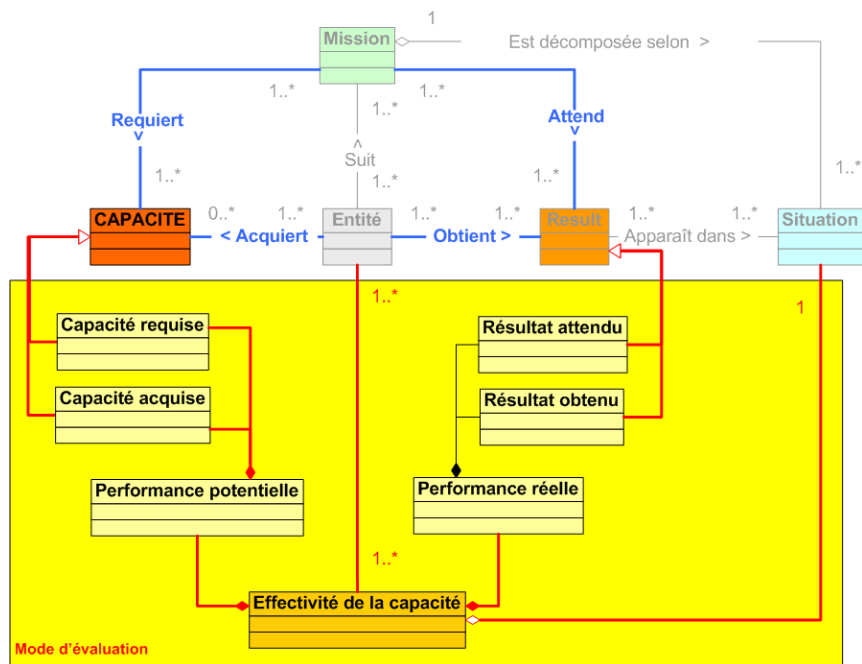 1
Mission
Est décomposée selon >
1..*
1..*
1..*
Requiert
>
Attend
>
>
Suit
1..*
1..*
1..*
1..*
CAPACITE
0..*
1..*
Entité
1..*
1..*
Result
1..*
1..*
Situation
< Acquiert
Obtient >
Apparaît dans >
1..*
1
Capacité requise
Résultat attendu
Capacité acquise
Résultat obtenu
Performance potentielle
Performance réelle
1..*
Effectivité de la capacité
Mode d'évaluation